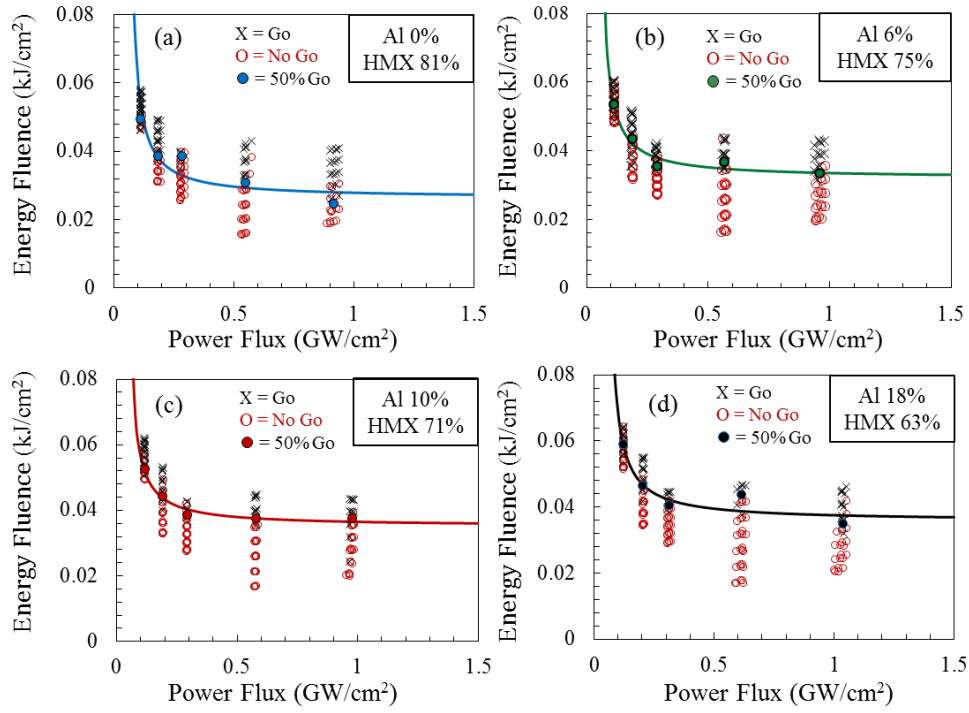 (a)
X = Go
O = No Go
= 50% Go
Al 0%
HMX 81%
Energy Fluence (kJ/cm²)
0.08
0.06
0.04
0.02
0
0
0.5
1
1.5
Power Flux (GW/cm²)
(b)
X = Go
O = No Go
= 50%Go
Al 6%
HMX 75%
Energy Fluence (kJ/cm²)
0.08
0.06
0.04
0.02
0
0
0.5
1
1.5
Power Flux (GW/cm²)
(c)
X = Go
O = No Go
= 50%Go
Al 10%
HMX 71%
Energy Fluence (kJ/cm²)
0.08
0.06
0.04
0.02
0
0
0.5
1
1.5
Power Flux (GW/cm²)
(d)
X = Go
O = No Go
= 50%Go
Al 18%
HMX 63%
Energy Fluence (kJ/cm²)
0.08
0.06
0.04
0.02
0
0
0.5
1
1.5
Power Flux (GW/cm²)